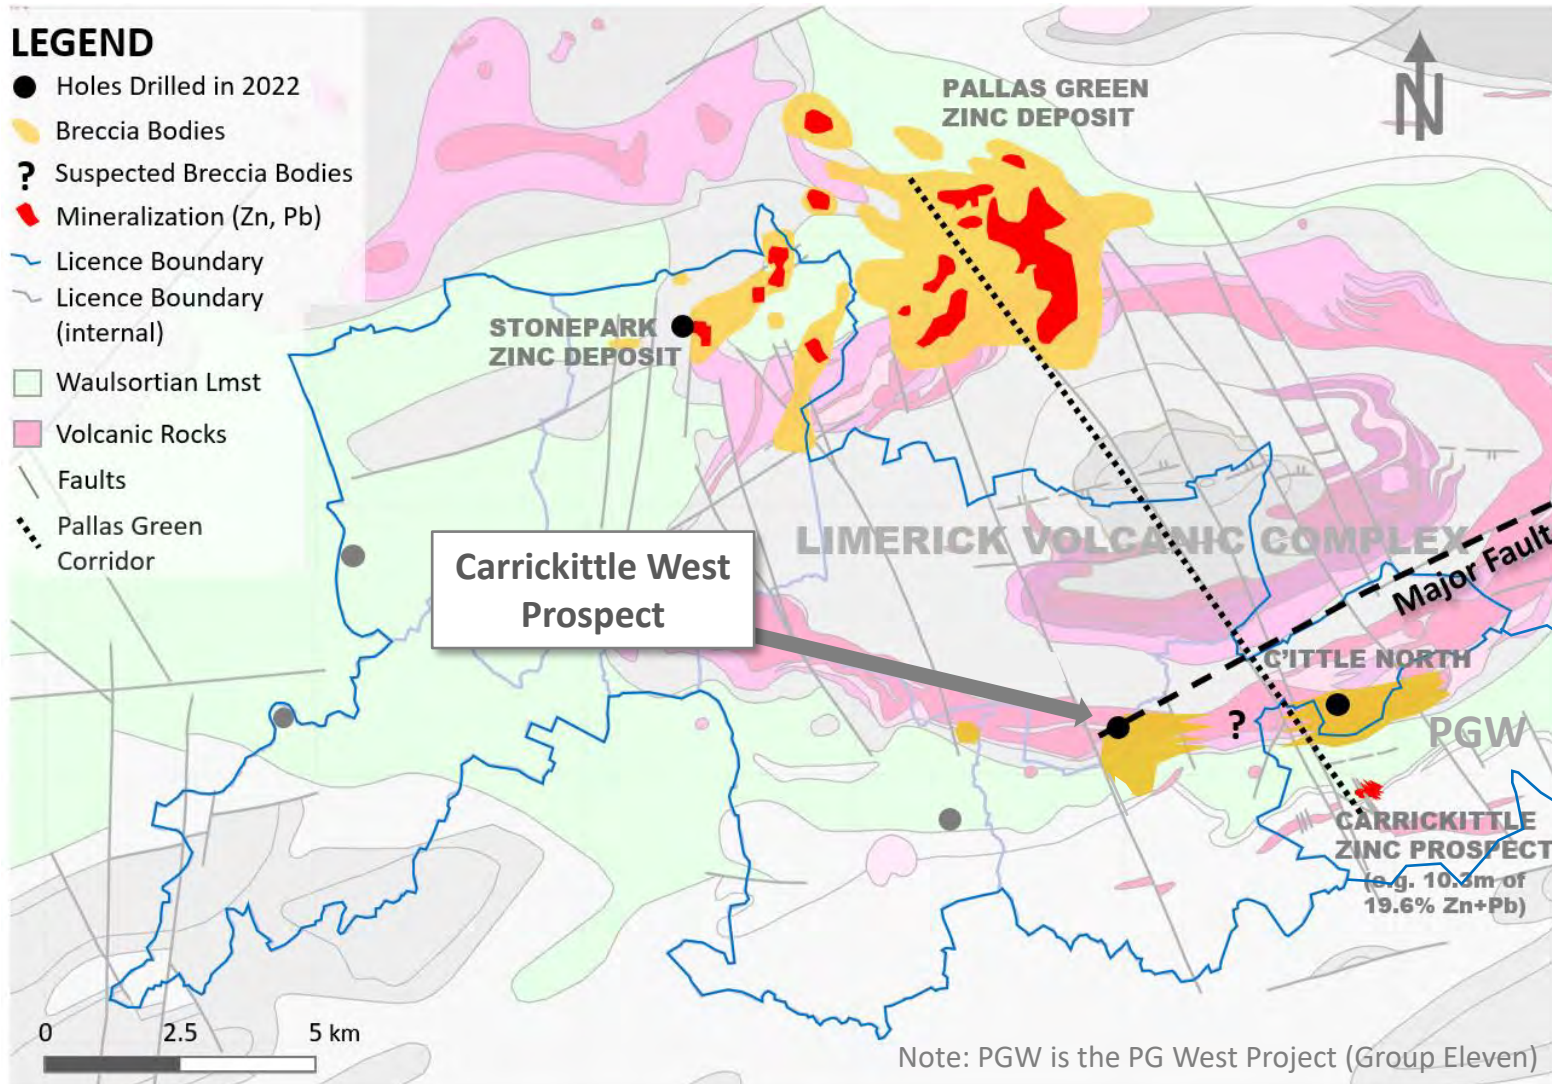 LEGEND
Holes Drilled in 2022
Breccia Bodies
? Suspected Breccia Bodies
Mineralization (Zn, Pb)
Licence Boundary
Licence Boundary
(internal)
Waulsortian Lmst
Volcanic Rocks
Faults
Pallas Green
Corridor
PALLAS GREEN
ZINC DEPOSIT
N
STONEPARK
ZINC DEPOSIT
LIMERICK VOLCANIC COMPLEX
Major Fault
Carrickittle West
Prospect
C'ITTLE NORTH
?
PGW
CARRICKITTLE
ZINC PROSPECT
(e.g. 10.3m of
19.6% Zn+Pb)
0 2.5 5 km
Note: PGW is the PG West Project (Group Eleven)